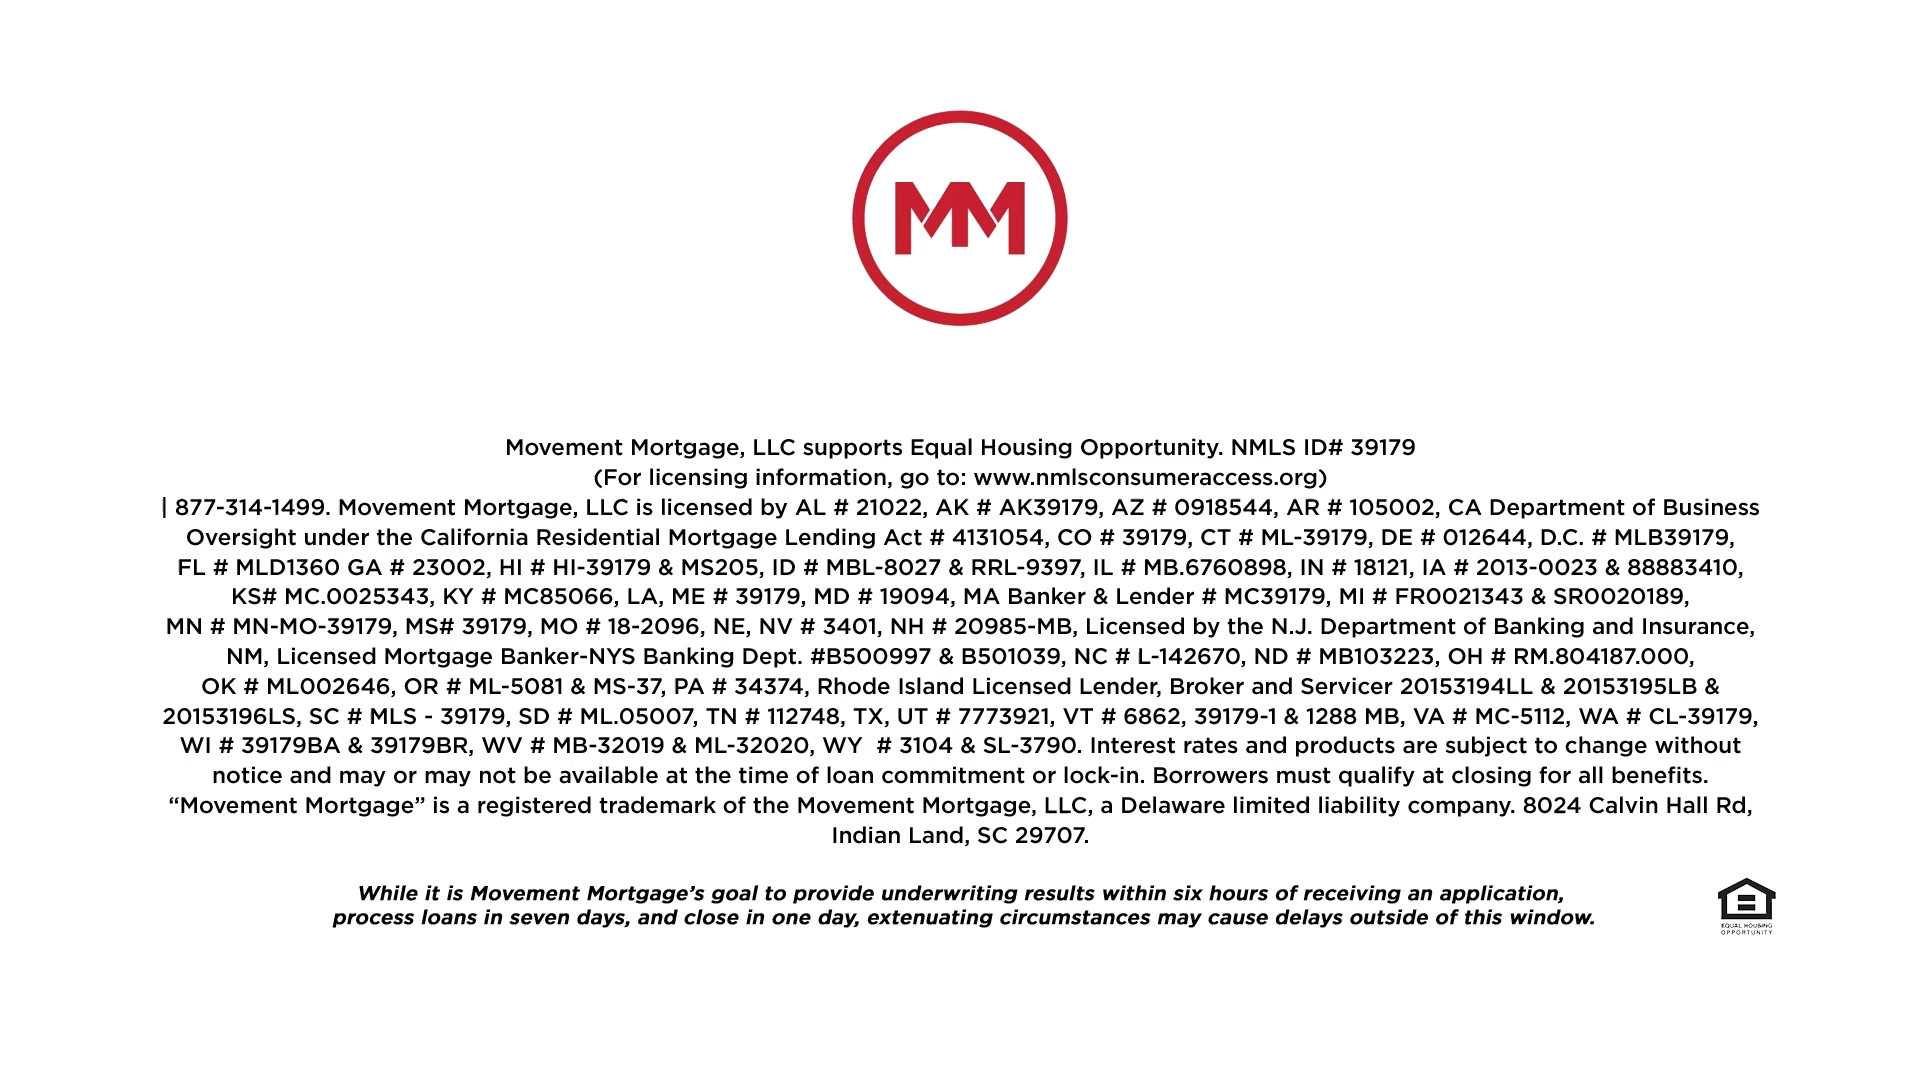 MM
Movement Mortgage, LLC supports Equal Housing Opportunity. NMLS ID# 39179
(For licensing information, go to: www.nmlsconsumeraccess.org)
| 877-314-1499. Movement Mortgage, LLC is licensed by AL # 21022, AK # AK39179, AZ # 0918544, AR # 105002, CA Department of Business
Oversight under the California Residential Mortgage Lending Act # 4131054, CO # 39179, CT # ML-39179, DE # 012644, D.C. # MLB39179,
FL # MLD1360 GA # 23002, HI # HI-39179 & MS205, ID # MBL-8027 & RRL-9397, IL # MB.6760898, IN # 18121, IA # 2013-0023 & 88883410,
KS# MC.0025343, KY # MC85066, LA, ME # 39179, MD # 19094, MA Banker & Lender # MC39179, MI # FR0021343 & SR0020189,
MN # MN-MO-39179, MS# 39179, MO # 18-2096, NE, NV # 3401, NH # 20985-MB, Licensed by the N.J. Department of Banking and Insurance,
NM, Licensed Mortgage Banker-NYS Banking Dept. #B500997 & B501039, NC # L-142670, ND # MB103223, OH # RM.804187.000,
OK # ML002646, OR # ML-5081 & MS-37, PA # 34374, Rhode Island Licensed Lender, Broker and Servicer 20153194LL & 20153195LB &
20153196LS, SC # MLS - 39179, SD # ML.05007, TN # 112748, TX, UT # 7773921, VT # 6862, 39179-1 & 1288 MB, VA # MC-5112, WA # CL-39179,
WI # 39179BA & 39179BR, WV # MB-32019 & ML-32020, WY  # 3104 & SL-3790. Interest rates and products are subject to change without
notice and may or may not be available at the time of loan commitment or lock-in. Borrowers must qualify at closing for all benefits.
“Movement Mortgage” is a registered trademark of the Movement Mortgage, LLC, a Delaware limited liability company. 8024 Calvin Hall Rd,
Indian Land, SC 29707.
While it is Movement Mortgage’s goal to provide underwriting results within six hours of receiving an application,
process loans in seven days, and close in one day, extenuating circumstances may cause delays outside of this window.
EQUAL HOUSING
OPPORTUNITY